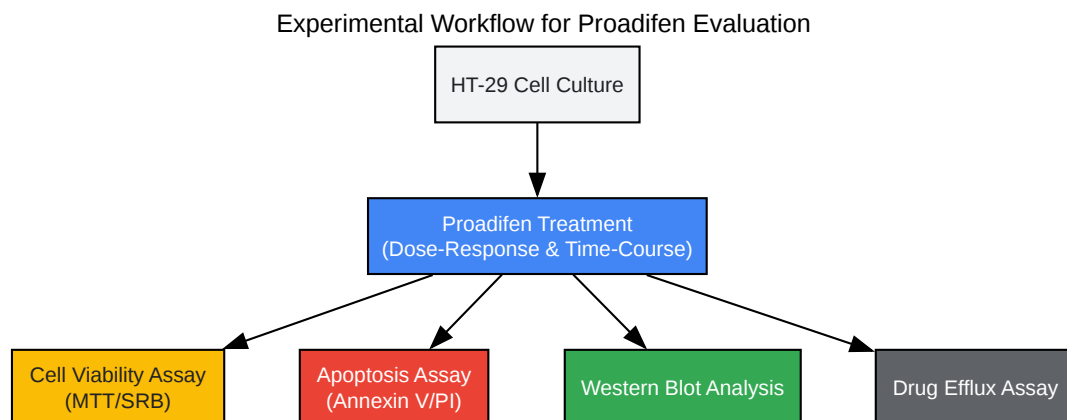 Experimental Workflow for Proadifen Evaluation
HT-29 Cell Culture
Proadifen Treatment
(Dose-Response & Time-Course)
Cell Viability Assay
(MTT/SRB)
Apoptosis Assay
(Annexin V/PI)
Western Blot Analysis
Drug Efflux Assay